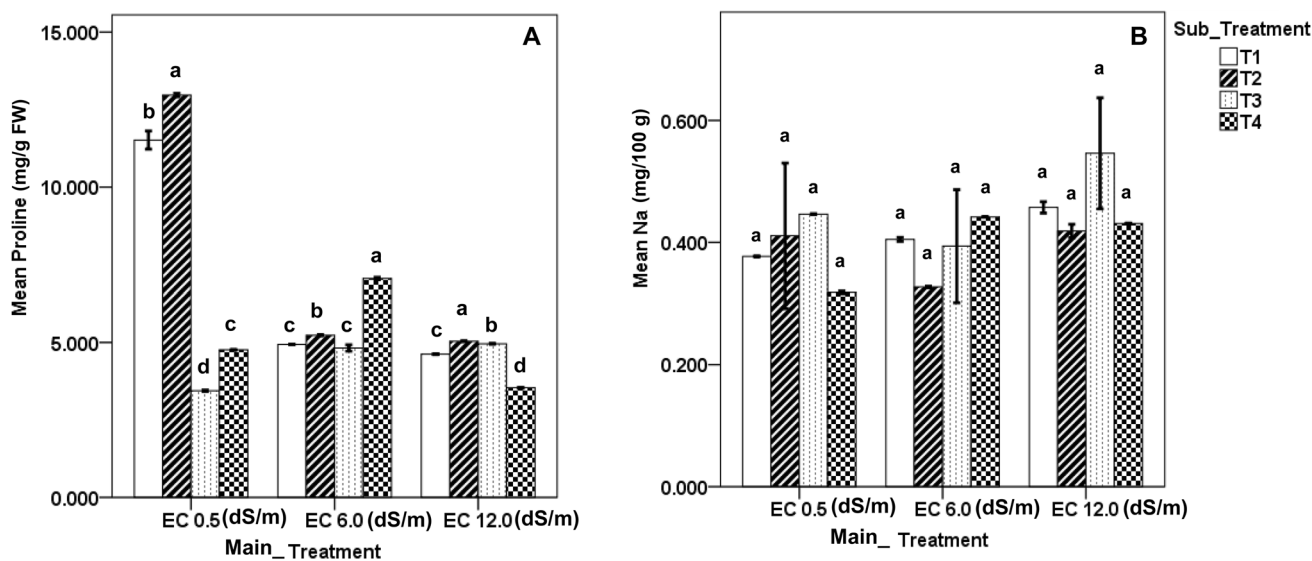 A
15.000
10.000
5.000
0.000
Mean Proline (mg/g FW)
b a d c
c b c a
c a b d
EC 0.5 (dS/m) EC 6.0 (dS/m) EC 12.0 (dS/m)
Main_ Treatment
B
0.600
0.400
0.200
0.000
Mean Na (mg/100 g)
a a a a
a a a a
a a a a
EC 0.5 (dS/m) EC 6.0 (dS/m) EC 12.0 (dS/m)
Main_ Treatment
Sub_Treatment
T1
T2
T3
T4